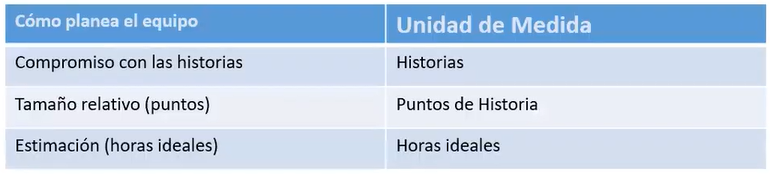 Cómo planea el equipo Unidad de Medida
Compromiso con las historias Historias
Tamaño relativo (puntos) Puntos de Historia
Estimación (horas ideales) Horas ideales